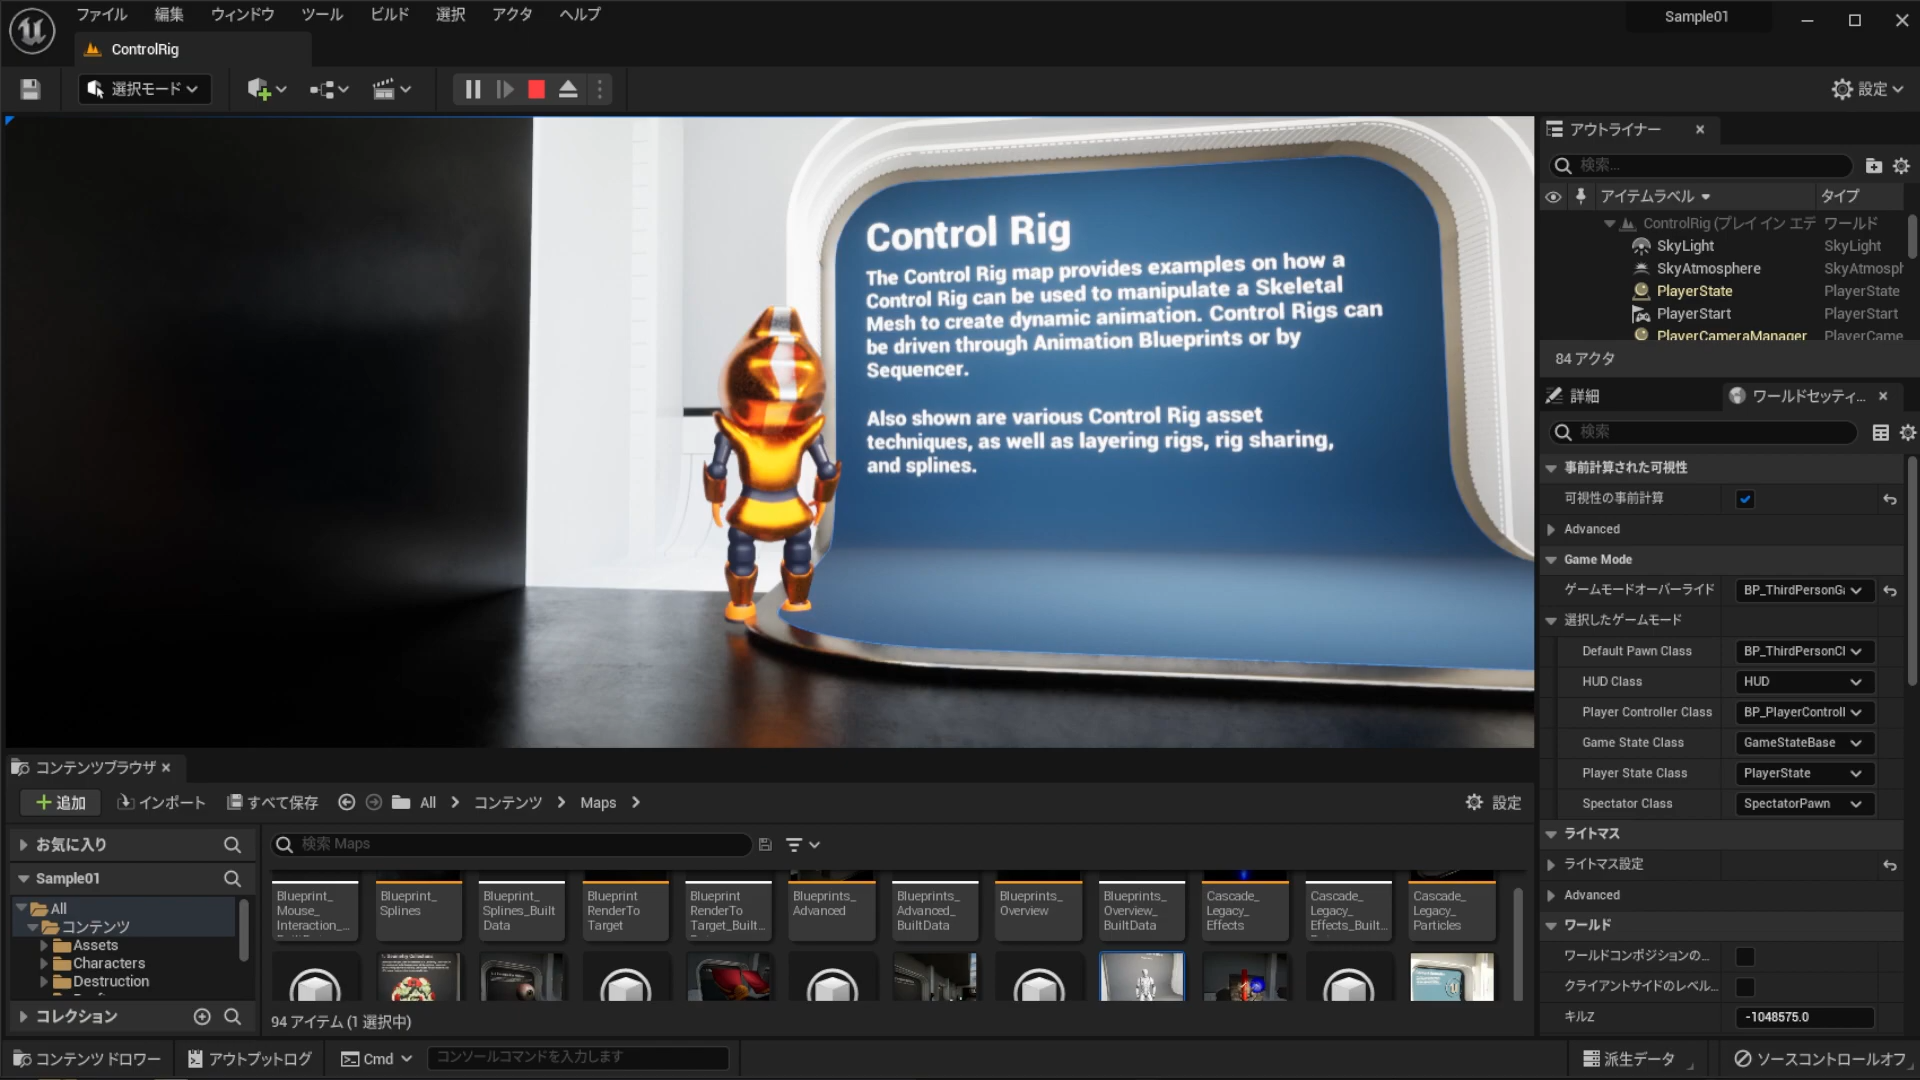 ファイル 編集 ウィンドウ ツール ビルド 選択 アクタ ヘルプ
Sample01
ControlRig
選択モード
設定
Control Rig
The Control Rig map provides examples on how a
Control Rig can be used to manipulate a Skeletal
Mesh to create dynamic animation. Control Rigs can
be driven through Animation Blueprints or by
Sequencer.
Also shown are various Control Rig asset
techniques, as well as layering rigs, rig sharing,
and splines.
アウトライナー
検索...
アイテムラベル タイプ
ControlRig (プレイ イン エデ ワールド
SkyLight SkyLight
SkyAtmosphere SkyAtmosph
PlayerState PlayerState
PlayerStart PlayerStart
PlayerCameraManager PlayerCame
84 アクタ
詳細 ワールドセッティ...
検索
事前計算された可視性
可視性の事前計算
Advanced
Game Mode
ゲームモードオーバーライド BP_ThirdPersonGa
選択したゲームモード
Default Pawn Class BP_ThirdPersonCl
HUD Class HUD
Player Controller Class BP_PlayerControll
Game State Class GameStateBase
Player State Class PlayerState
Spectator Class SpectatorPawn
ライトマス
ライトマス設定
Advanced
ワールド
ワールドコンポジションの...
クライアントサイドのレベル...
キルZ -1048575.0
コンテンツブラウザ
追加 インポート すべて保存 All コンテンツ Maps
設定
お気に入り
Sample01
All
コンテンツ
Assets
Characters
Destruction
コレクション
検索 Maps
Blueprint_
Mouse_
Interaction_...
Blueprint_
Splines
Blueprint_
Splines_Built
Data
Blueprint
RenderTo
Target
Blueprint
RenderTo
Target_Built...
Blueprints_
Advanced
Blueprints_
Advanced_
BuiltData
Blueprints_
Overview
Blueprints_
Overview_
BuiltData
Cascade_
Legacy_
Effects
Cascade_
Legacy_
Effects_Built...
Cascade_
Legacy_
Particles
94 アイテム (1 選択中)
コンテンツ ドロワー アウトプットログ Cmd コンソールコマンドを入力します
派生データ ソースコントロールオフ